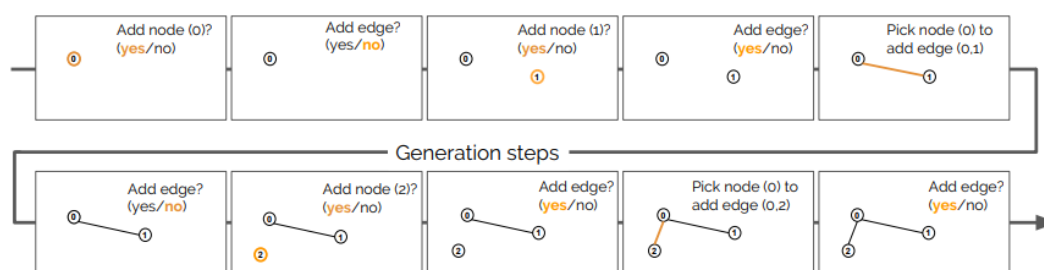 Add node (0)?
(yes/no)
0
Add edge?
(yes/no)
0
Add node (1)?
(yes/no)
0
1
Add edge?
(yes/no)
0
1
Pick node (0) to
add edge (0,1)
0
1
Generation steps
Add edge?
(yes/no)
0
1
Add node (2)?
(yes/no)
0
1
2
Add edge?
(yes/no)
0
1
2
Pick node (0) to
add edge (0,2)
0
1
2
Add edge?
(yes/no)
0
1
2